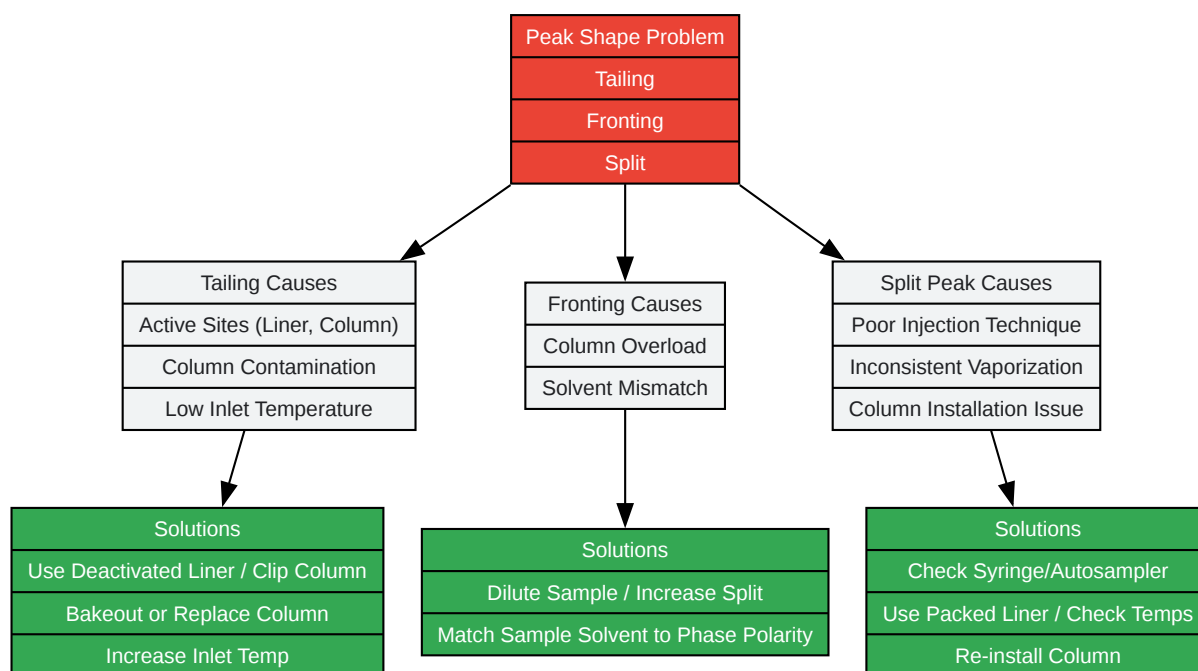 Peak Shape Problem
Tailing
Fronting
Split
Tailing Causes
Active Sites (Liner, Column)
Column Contamination
Low Inlet Temperature
Fronting Causes
Column Overload
Solvent Mismatch
Split Peak Causes
Poor Injection Technique
Inconsistent Vaporization
Column Installation Issue
Solutions
Use Deactivated Liner / Clip Column
Bakeout or Replace Column
Increase Inlet Temp
Solutions
Dilute Sample / Increase Split
Match Sample Solvent to Phase Polarity
Solutions
Check Syringe/Autosampler
Use Packed Liner / Check Temps
Re-install Column